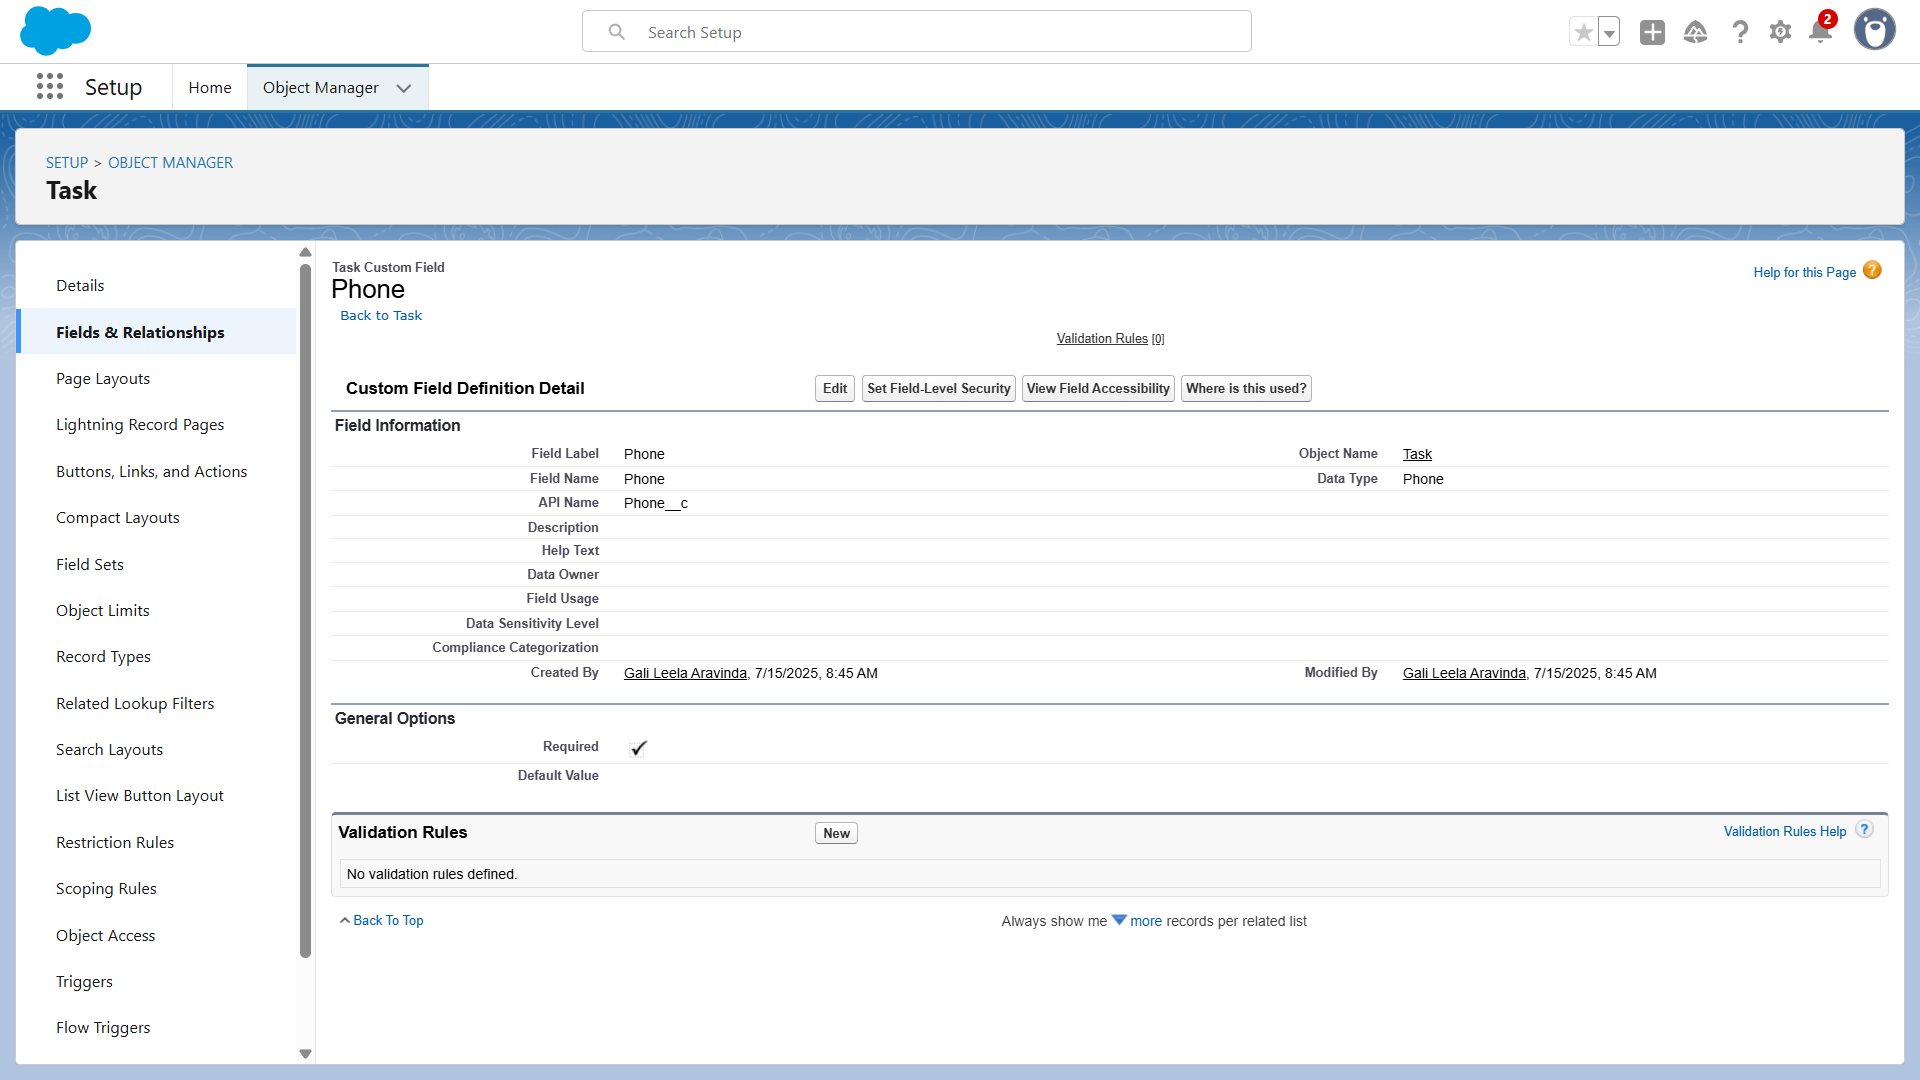 Search Setup
2
Setup
Home
Object Manager
SETUP > OBJECT MANAGER
Task
Details
Fields & Relationships
Page Layouts
Lightning Record Pages
Buttons, Links, and Actions
Compact Layouts
Field Sets
Object Limits
Record Types
Related Lookup Filters
Search Layouts
List View Button Layout
Restriction Rules
Scoping Rules
Object Access
Triggers
Flow Triggers
Task Custom Field
Phone
Back to Task
Help for this Page ?
Validation Rules [0]
Custom Field Definition Detail
Edit
Set Field-Level Security
View Field Accessibility
Where is this used?
Field Information
Field Label Phone Object Name Task
Field Name Phone Data Type Phone
API Name Phone__c
Description
Help Text
Data Owner
Field Usage
Data Sensitivity Level
Compliance Categorization
Created By Gali Leela Aravinda, 7/15/2025, 8:45 AM Modified By Gali Leela Aravinda, 7/15/2025, 8:45 AM
General Options
Required
Default Value
Validation Rules
New
Validation Rules Help ?
No validation rules defined.
Back To Top
Always show me more records per related list